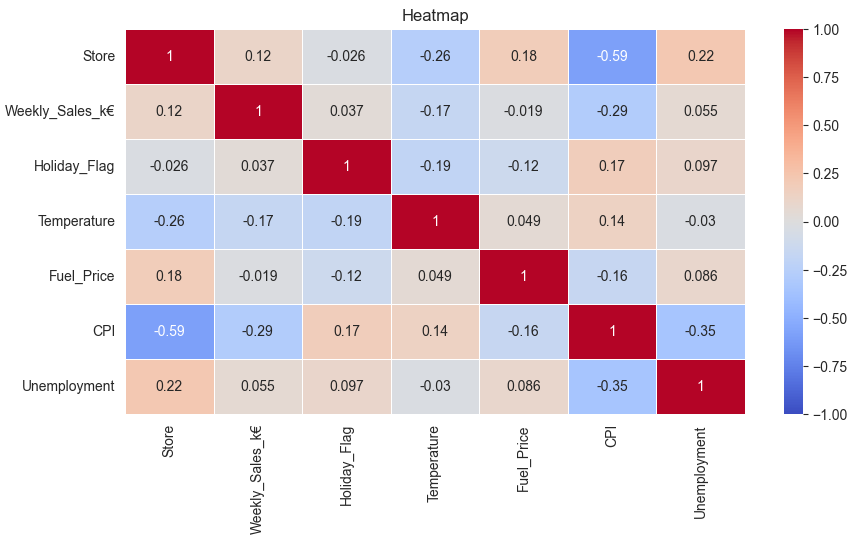 Heatmap
Store 1 0.12 -0.026 -0.26 0.18 -0.59 0.22
Weekly_Sales_k€ 0.12 1 0.037 -0.17 -0.019 -0.29 0.055
Holiday_Flag -0.026 0.037 1 -0.19 -0.12 0.17 0.097
Temperature -0.26 -0.17 -0.19 1 0.049 0.14 -0.03
Fuel_Price 0.18 -0.019 -0.12 0.049 1 -0.16 0.086
CPI -0.59 -0.29 0.17 0.14 -0.16 1 -0.35
Unemployment 0.22 0.055 0.097 -0.03 0.086 -0.35 1
Store Weekly_Sales_k€ Holiday_Flag Temperature Fuel_Price CPI Unemployment
1.00
0.75
0.50
0.25
0.00
−0.25
−0.50
−0.75
−1.00